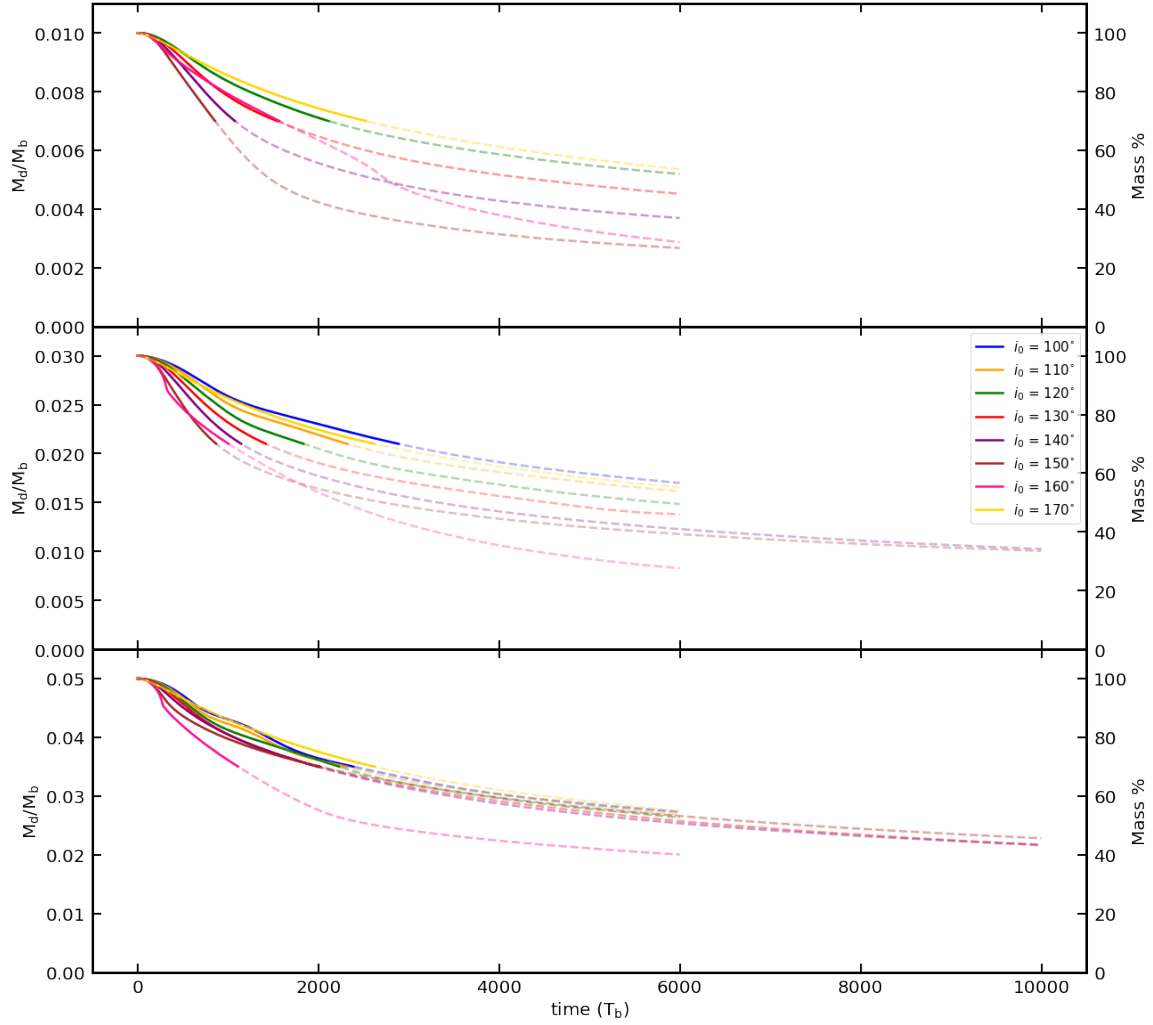 0.010
0.008
0.006
0.004
0.002
0.000
M_d/M_b
100
80
60
40
20
0
Mass %
0.030
0.025
0.020
0.015
0.010
0.005
0.000
M_d/M_b
100
80
60
40
20
0
Mass %
i_0 = 100°
i_0 = 110°
i_0 = 120°
i_0 = 130°
i_0 = 140°
i_0 = 150°
i_0 = 160°
i_0 = 170°
0.05
0.04
0.03
0.02
0.01
0.00
M_d/M_b
100
80
60
40
20
0
Mass %
0 2000 4000 6000 8000 10000
time (T_b)